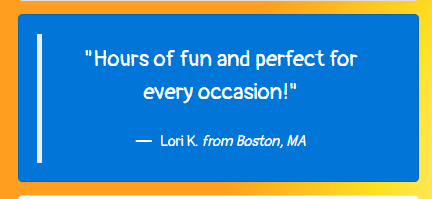 "Hours of fun and perfect for
every occasion!"
— Lori K. from Boston, MA